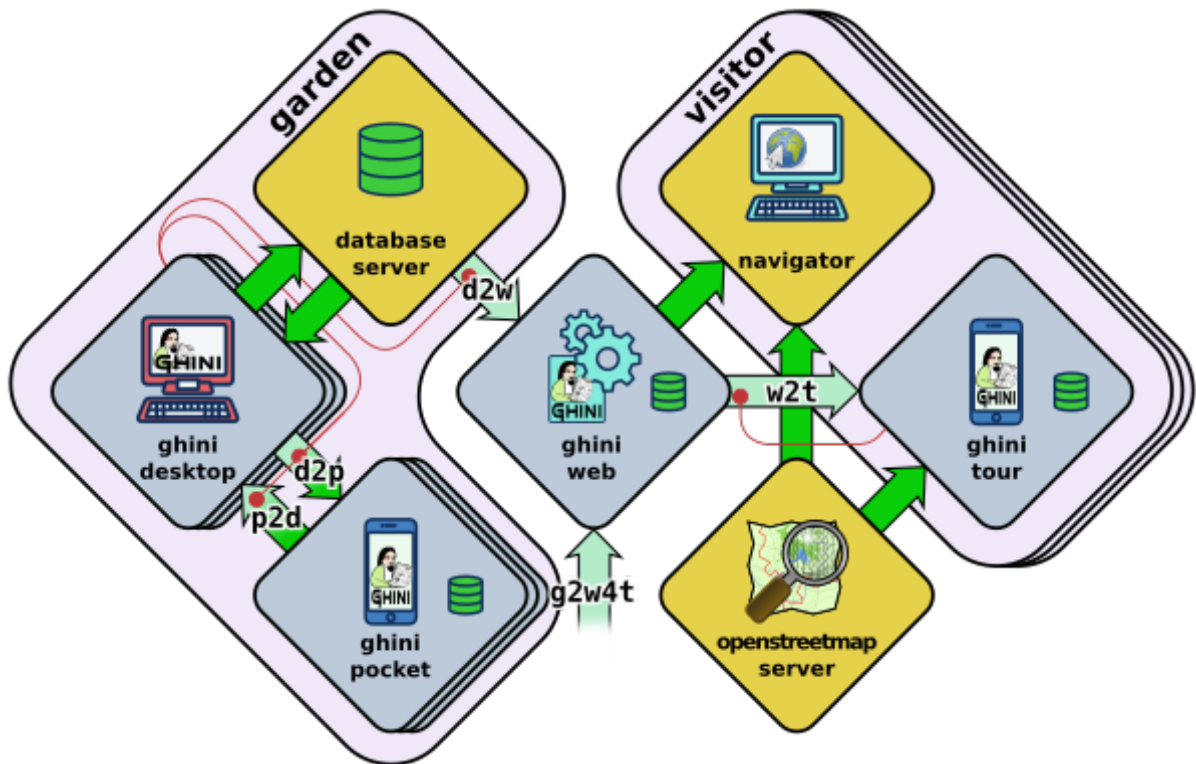 garden
visitor
database
server
navigator
d2w
GHINI
ghini
desktop
GHINI
ghini
web
w2t
GHINI
ghini
tour
d2p
p2d
GHINI
ghini
pocket
g2w4t
openstreetmap
server